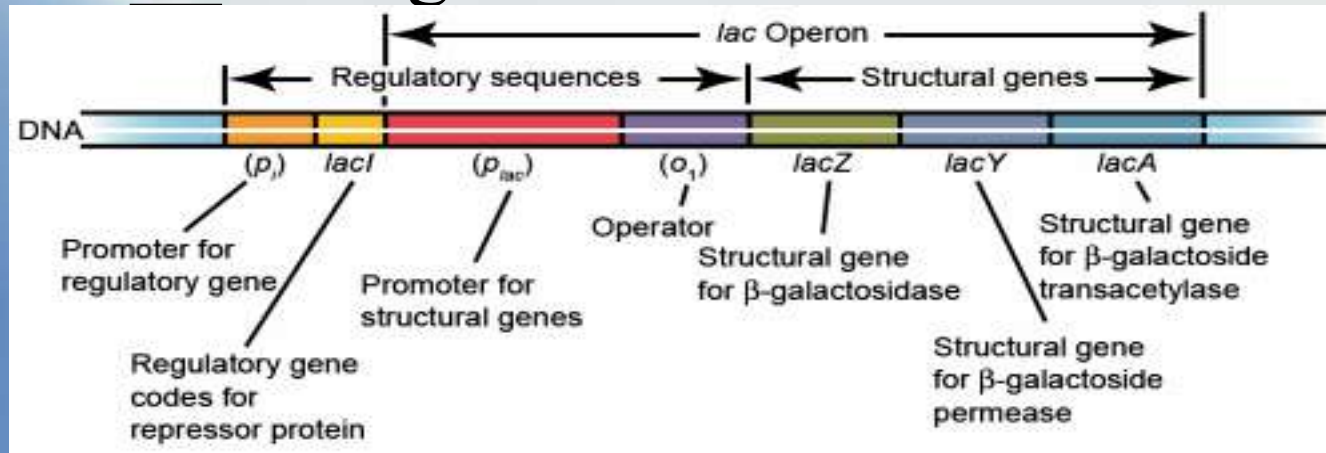 lac Operon
Regulatory sequences
Structural genes
DNA
(pᵢ)
lacI
(p_lac)
(o₁)
lacZ
lacY
lacA
Promoter for
regulatory gene
Regulatory gene
codes for
repressor protein
Promoter for
structural genes
Operator
Structural gene
for β-galactosidase
Structural gene
for β-galactoside
permease
Structural gene
for β-galactoside
transacetylase